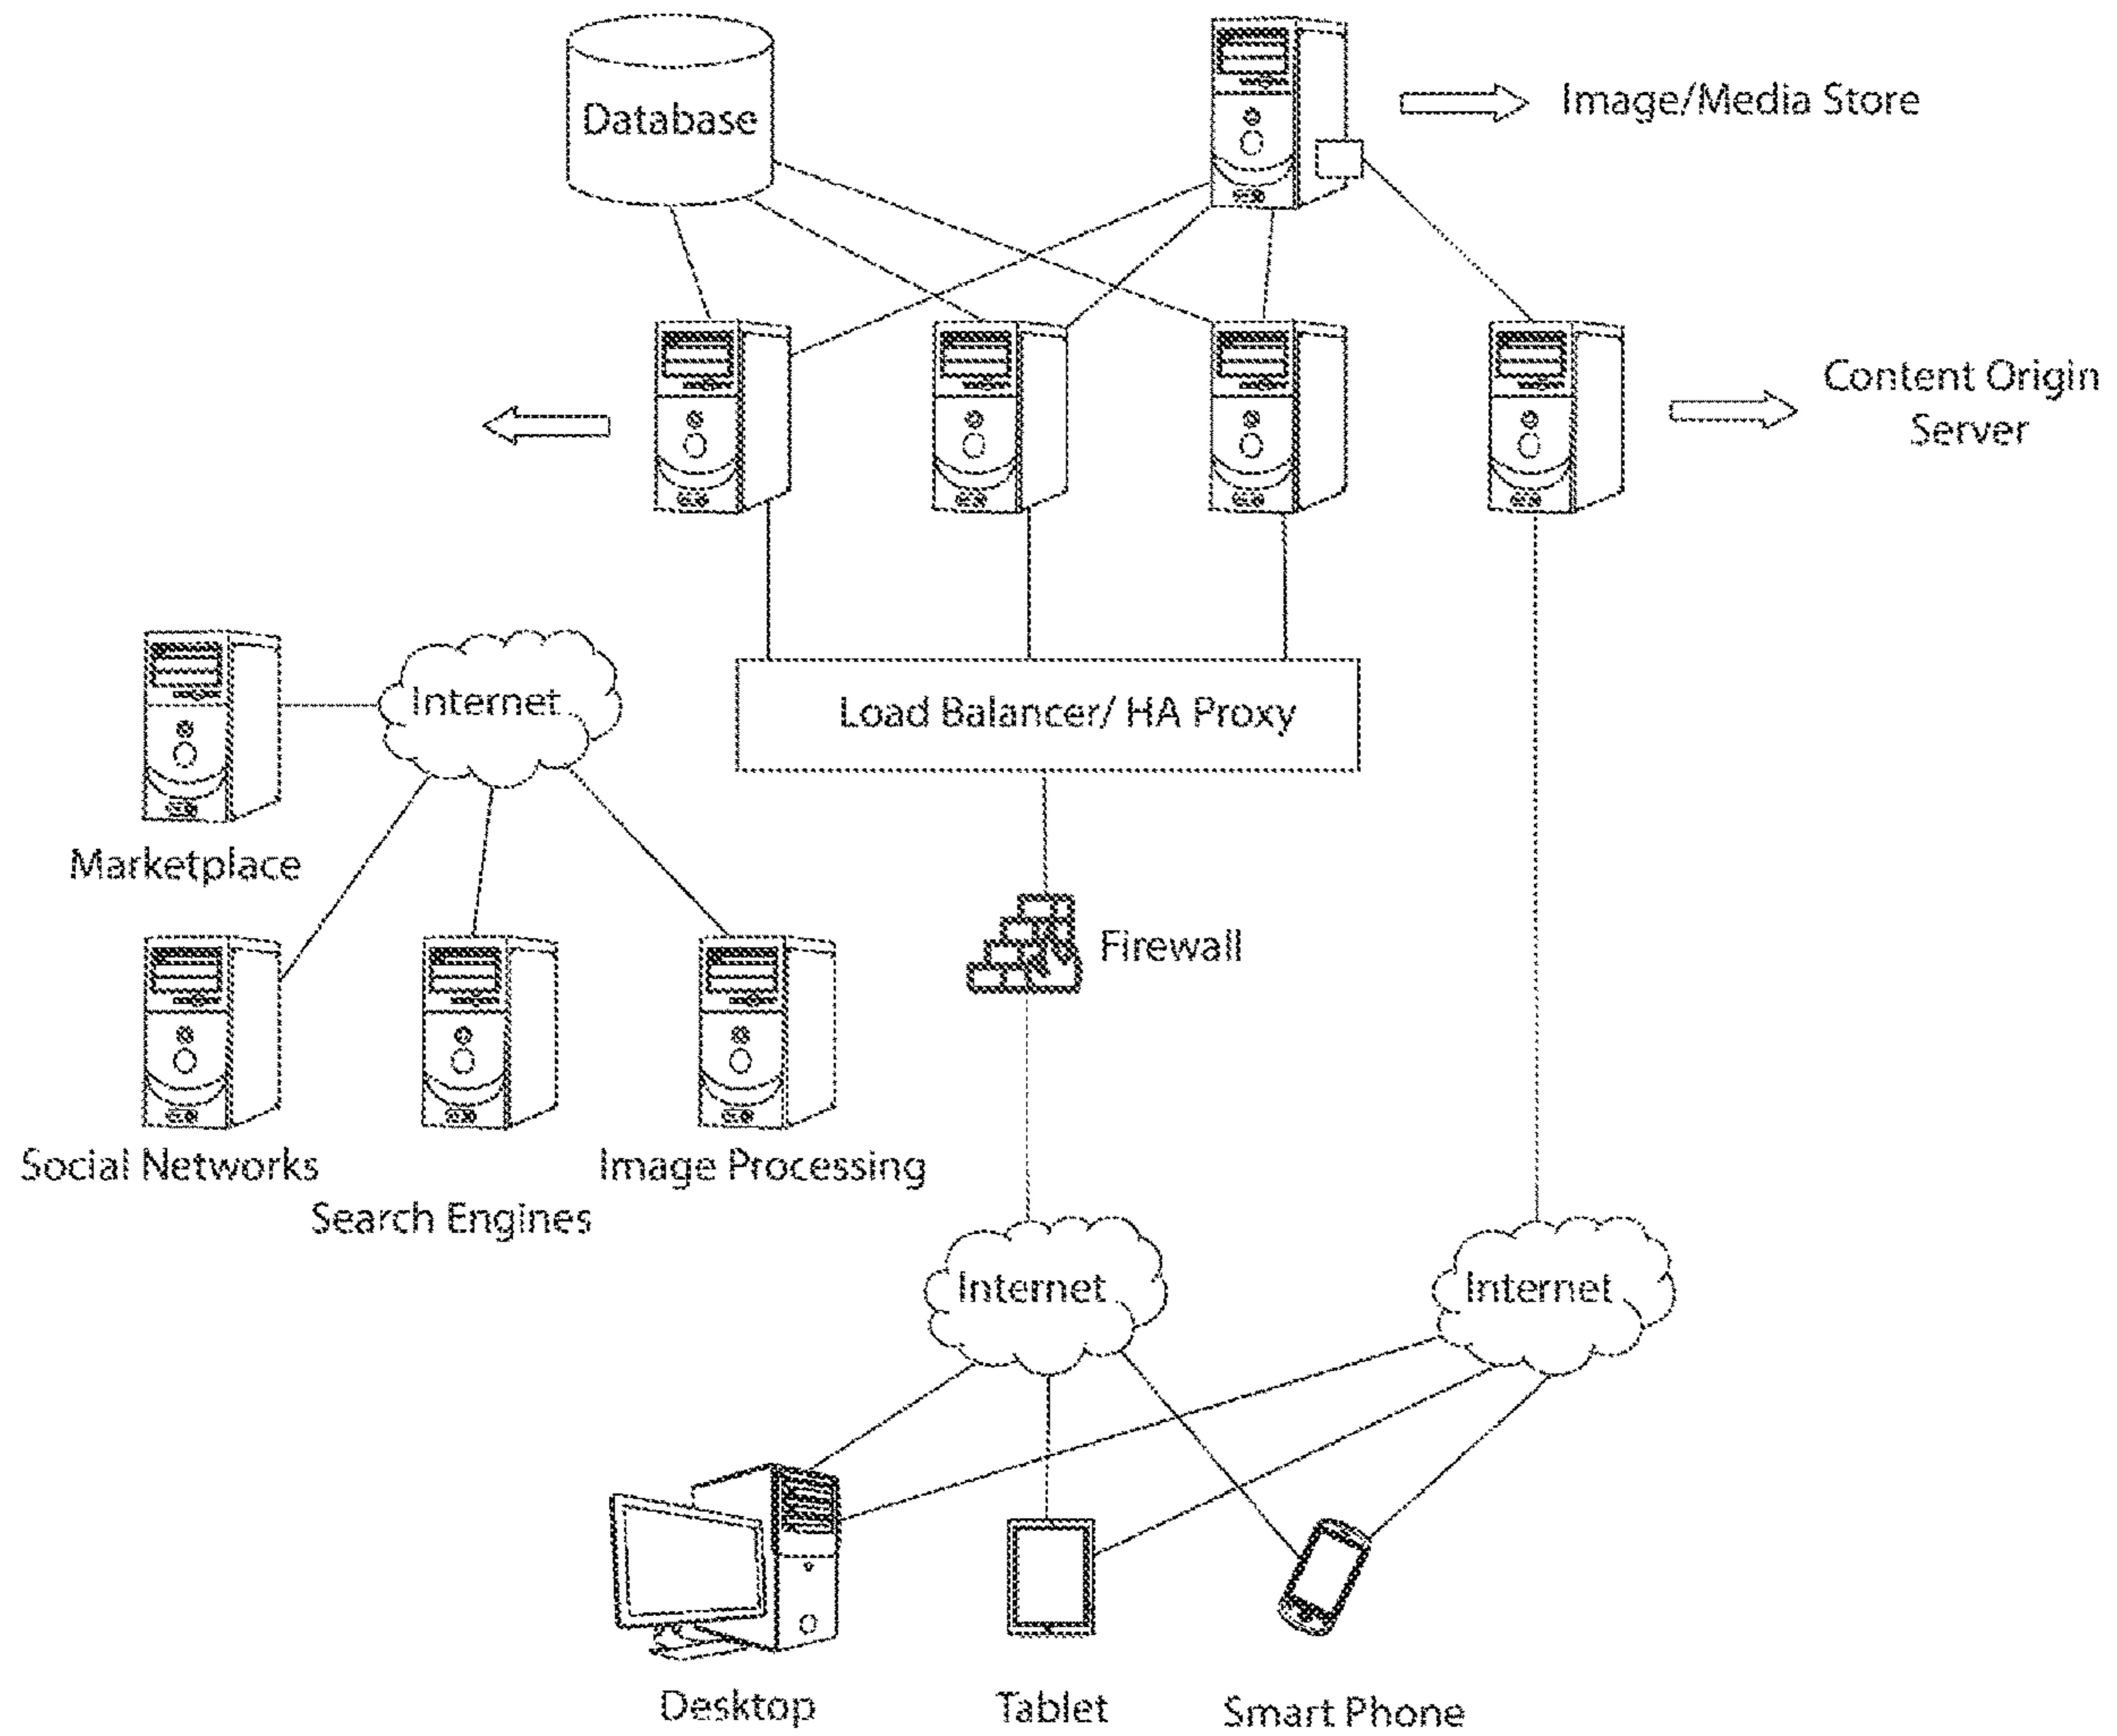 Database
Image/Media Store
Content Origin
Server
Internet
Load Balancer/ HA Proxy
Marketplace
Firewall
Social Networks
Image Processing
Search Engines
Internet
Internet
Desktop
Tablet
Smart Phone